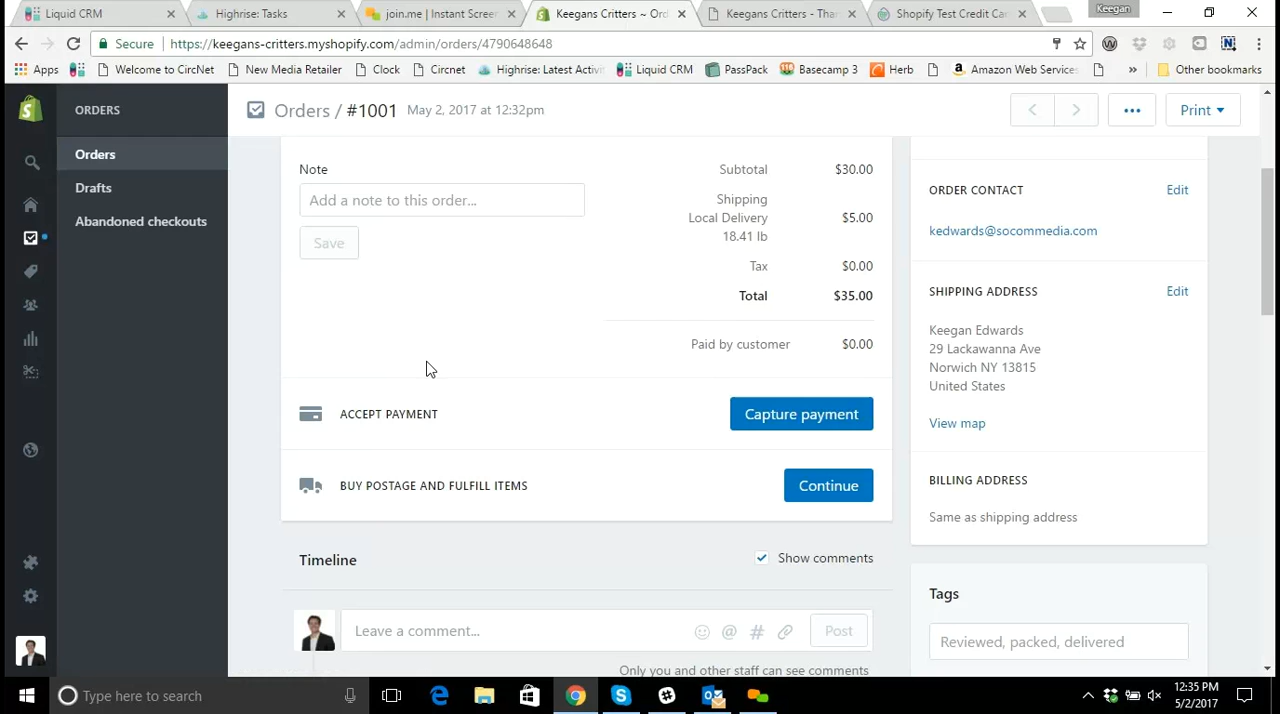 Liquid CRM
Highrise: Tasks
join.me | Instant Screen
Keegans Critters ~ Ord
Keegans Critters - Than
Shopify Test Credit Car
Keegan
Secure
https://keegans-critters.myshopify.com/admin/orders/4790648648
Apps
Welcome to CircNet
New Media Retailer
Clock
Circnet
Highrise: Latest Activi
Liquid CRM
PassPack
Basecamp 3
Herb
Amazon Web Services
»
Other bookmarks
ORDERS
Orders
Drafts
Abandoned checkouts
Orders / #1001 May 2, 2017 at 12:32pm
Print
Note
Add a note to this order...
Save
Subtotal $30.00
Shipping
Local Delivery $5.00
18.41 lb
Tax $0.00
Total $35.00
Paid by customer $0.00
ACCEPT PAYMENT
Capture payment
BUY POSTAGE AND FULFILL ITEMS
Continue
Timeline
Show comments
Leave a comment...
@ #
Post
Only you and other staff can see comments
ORDER CONTACT
Edit
kedwards@socommedia.com
SHIPPING ADDRESS
Edit
Keegan Edwards
29 Lackawanna Ave
Norwich NY 13815
United States
View map
BILLING ADDRESS
Same as shipping address
Tags
Reviewed, packed, delivered
Type here to search
12:35 PM
5/2/2017